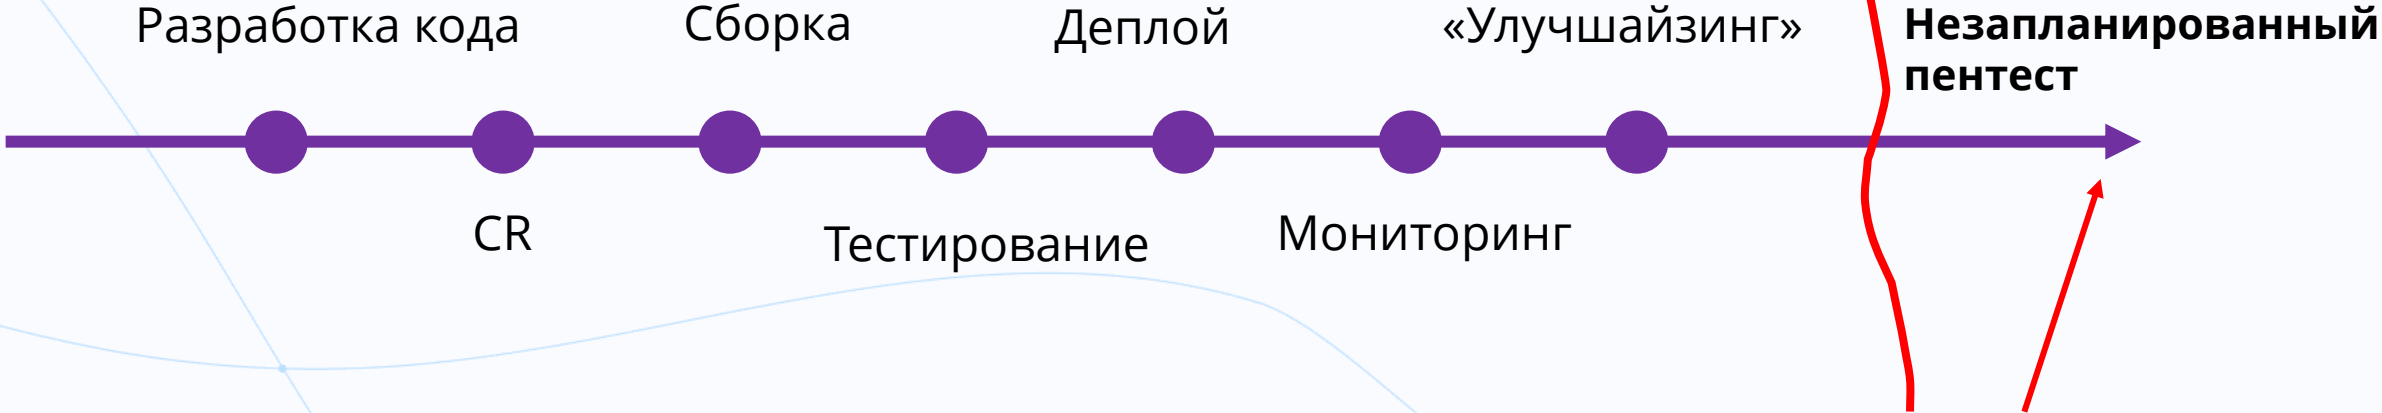 Разработка кода
Сборка
Деплой
«Улучшайзинг»
Незапланированный
пентест
CR
Тестирование
Мониторинг